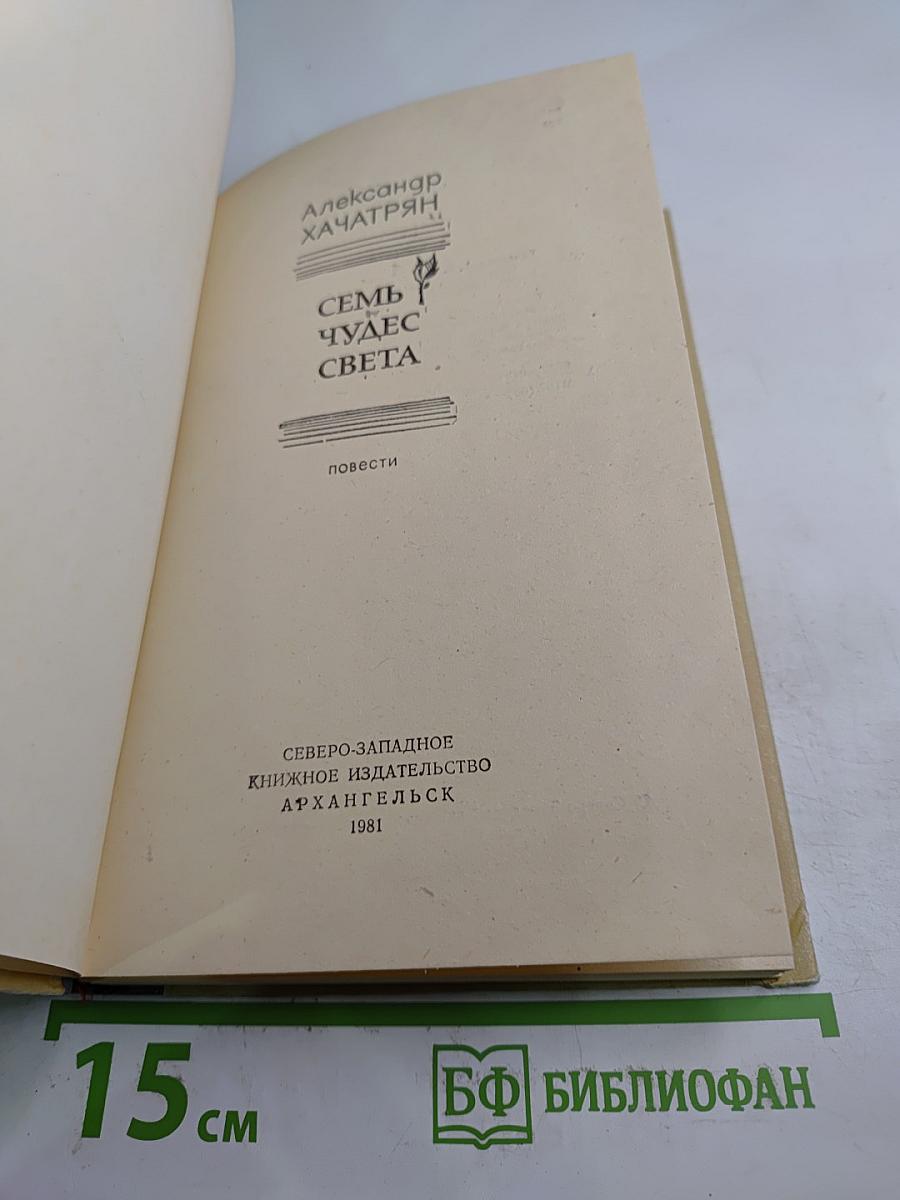 Александр
ХАЧАТРЯН
СЕМЬ
ЧУДЕС
СВЕТА
повести
СЕВЕРО-ЗАПАДНОЕ
КНИЖНОЕ ИЗДАТЕЛЬСТВО
АРХАНГЕЛЬСК
1981
15 см
БФ БИБЛИОФАН